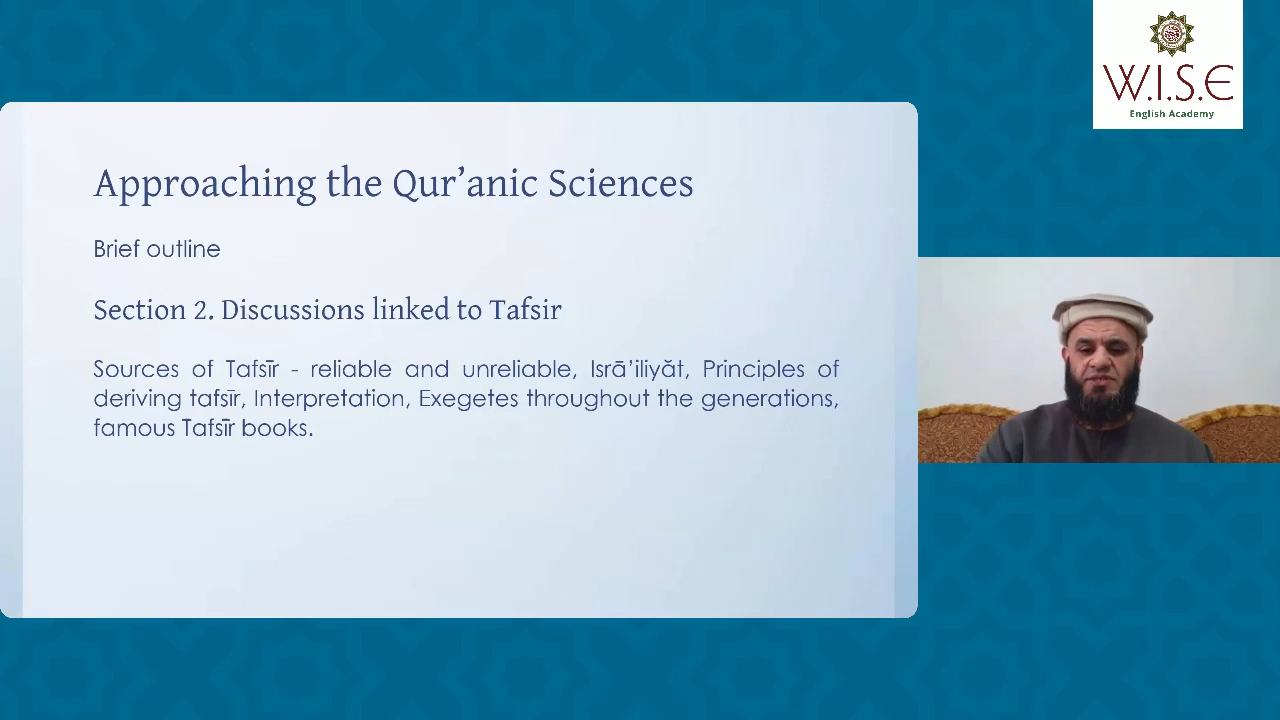 W.I.S.E
English Academy
Approaching the Qur’anic Sciences
Brief outline
Section 2. Discussions linked to Tafsir
Sources of Tafsīr - reliable and unreliable, Isrā’iliyăt, Principles of
deriving tafsīr, Interpretation, Exegetes throughout the generations,
famous Tafsīr books.